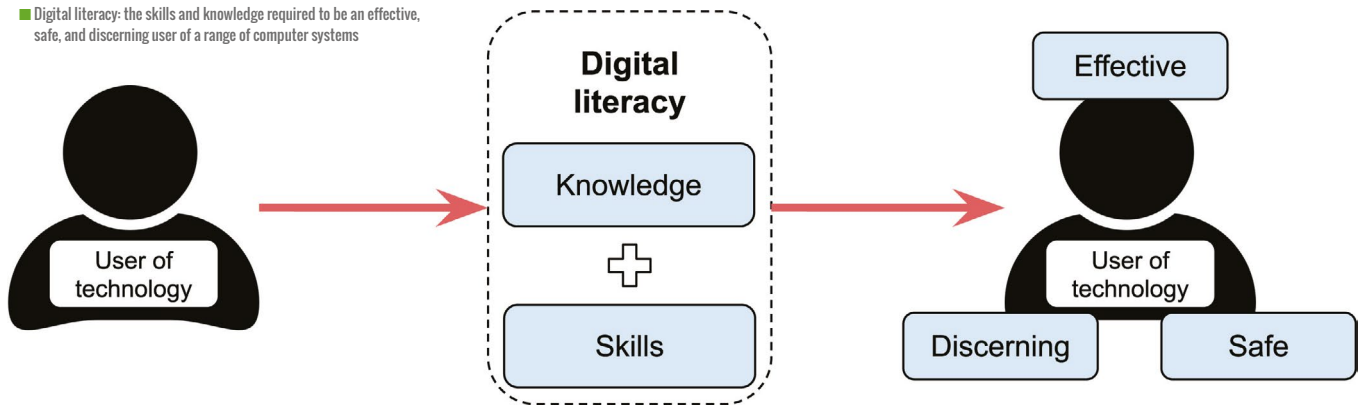 Digital literacy: the skills and knowledge required to be an effective,
safe, and discerning user of a range of computer systems
User of
technology
Digital
literacy
Knowledge
Skills
Effective
User of
technology
Discerning
Safe